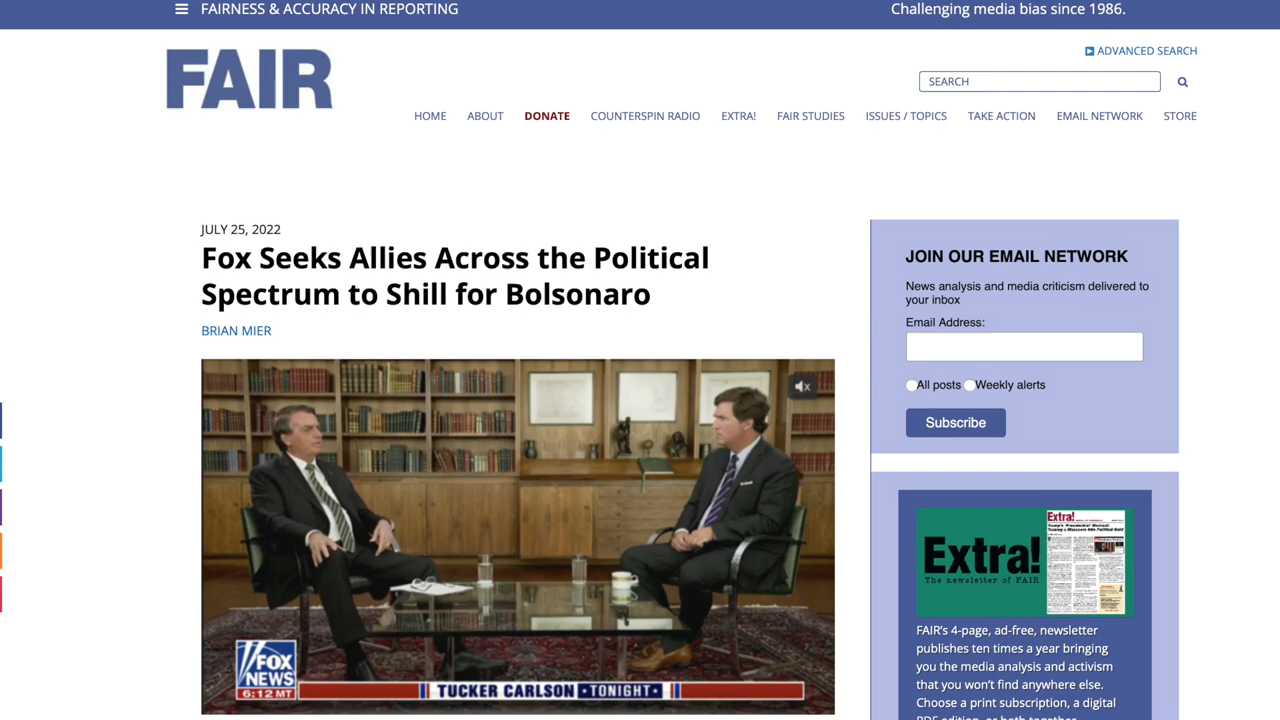 FAIRNESS & ACCURACY IN REPORTING
Challenging media bias since 1986.
FAIR
ADVANCED SEARCH
SEARCH
HOME ABOUT DONATE COUNTERSPIN RADIO EXTRA! FAIR STUDIES ISSUES / TOPICS TAKE ACTION EMAIL NETWORK STORE
JULY 25, 2022
Fox Seeks Allies Across the Political
Spectrum to Shill for Bolsonaro
BRIAN MIER
FOX
NEWS
6:12 MT
TUCKER CARLSON TONIGHT
JOIN OUR EMAIL NETWORK
News analysis and media criticism delivered to
your inbox
Email Address:
All posts Weekly alerts
Subscribe
Extra!
The newsletter of FAIR
Extra!
FAIR's 4-page, ad-free, newsletter
publishes ten times a year bringing
you the media analysis and activism
that you won't find anywhere else.
Choose a print subscription, a digital
PDF edition, or both together